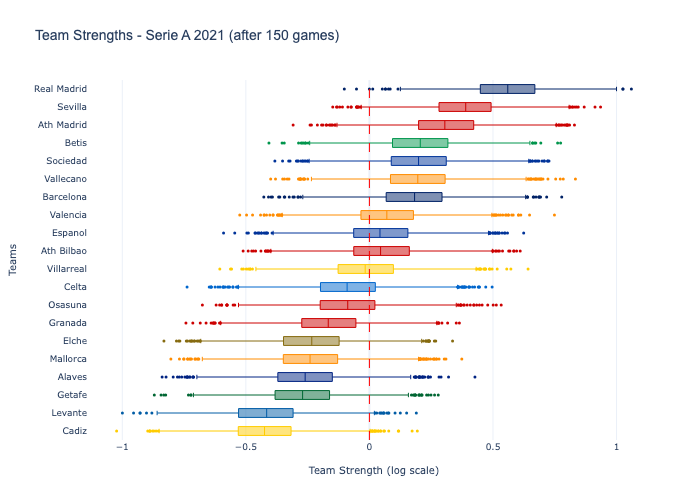 Team Strengths - Serie A 2021 (after 150 games)
Real Madrid
Sevilla
Ath Madrid
Betis
Sociedad
Vallecano
Barcelona
Valencia
Espanol
Ath Bilbao
Villarreal
Celta
Osasuna
Granada
Elche
Mallorca
Alaves
Getafe
Levante
Cadiz
Teams
−1 −0.5 0 0.5 1
Team Strength (log scale)